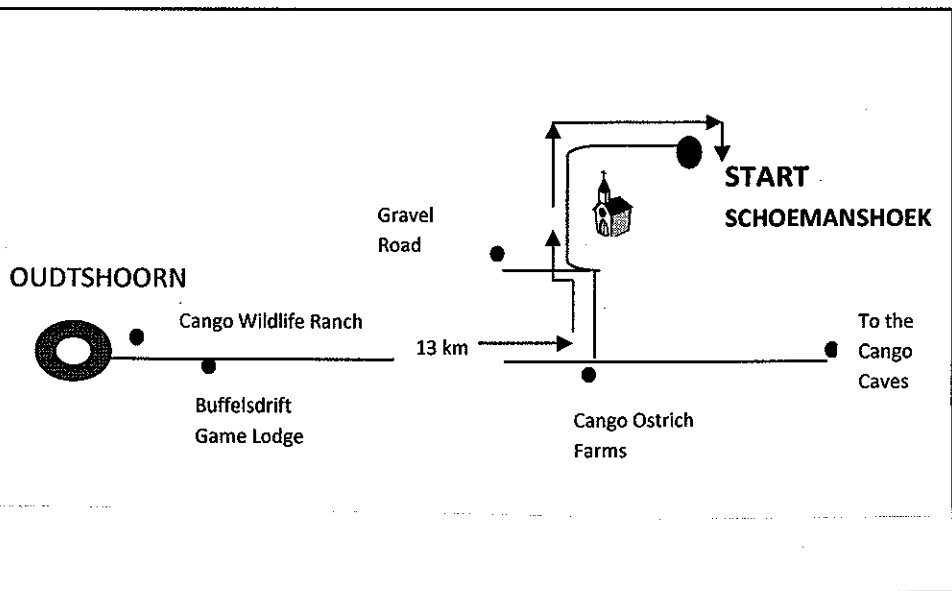 START
SCHOEMANSHOEK
Gravel
Road
OUDTSHOORN
Cango Wildlife Ranch
13 km
To the
Cango
Caves
Buffelsdrift
Game Lodge
Cango Ostrich
Farms